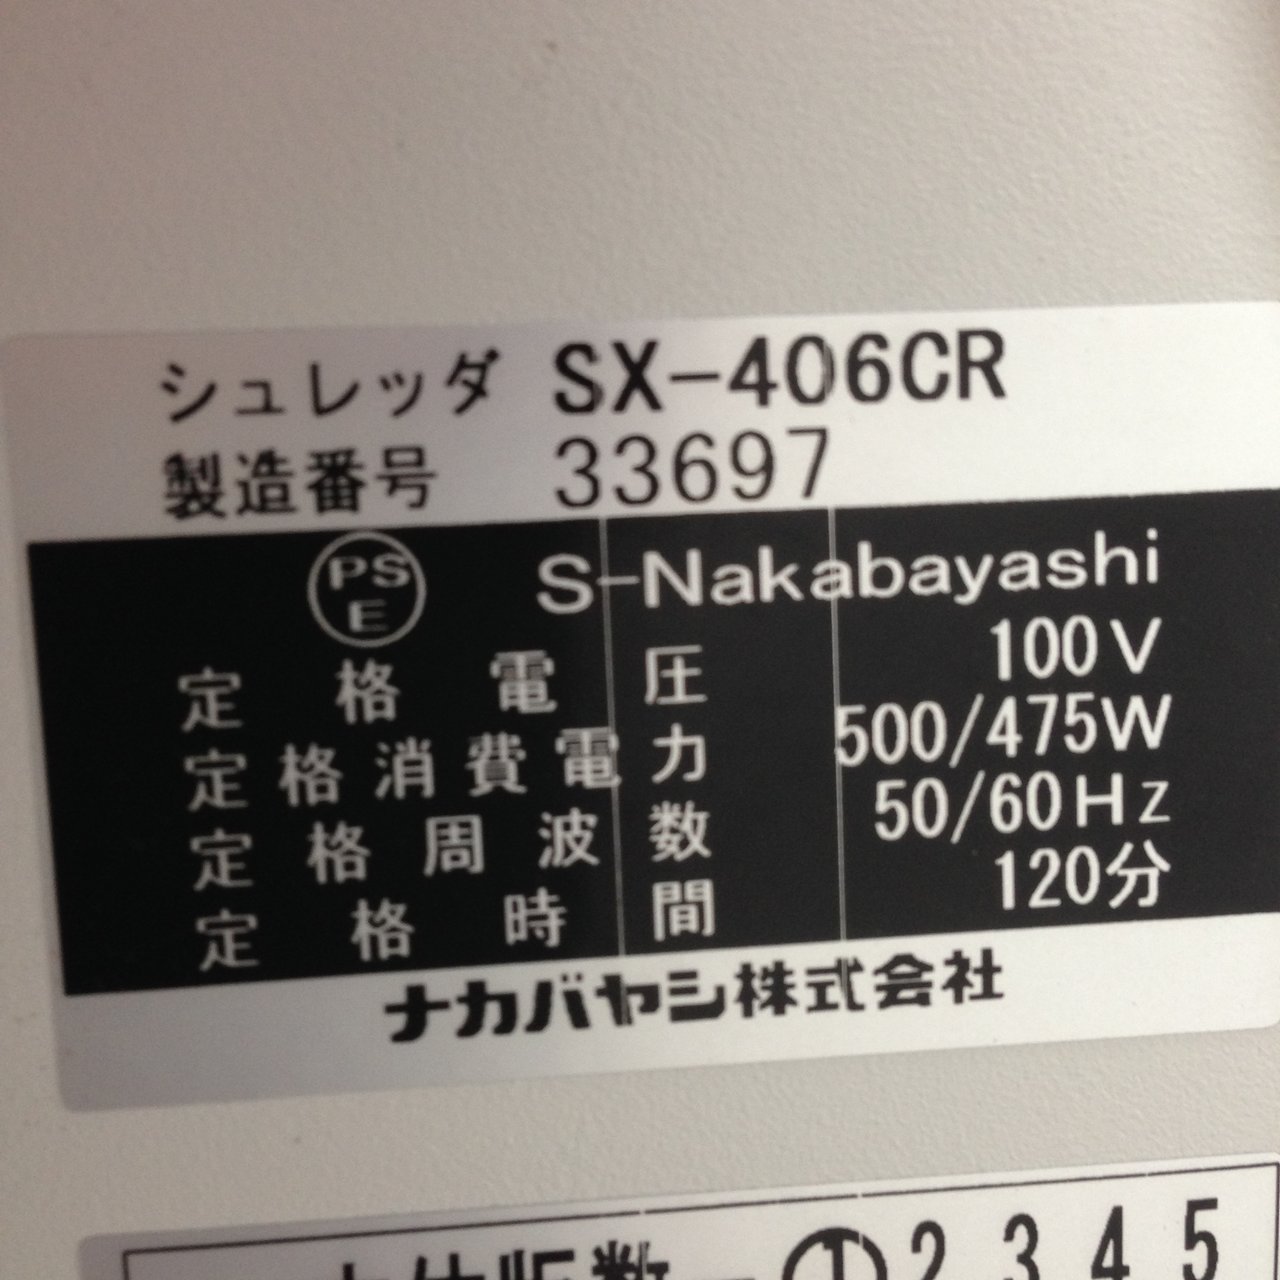 シュレッダ SX-406CR
製造番号 33697
PS
E
S-Nakabayashi
定格電圧 100V
定格消費電力 500/475W
定格周波数 50/60Hz
定格時間 120分
ナカバヤシ株式会社
① 2 3 4 5